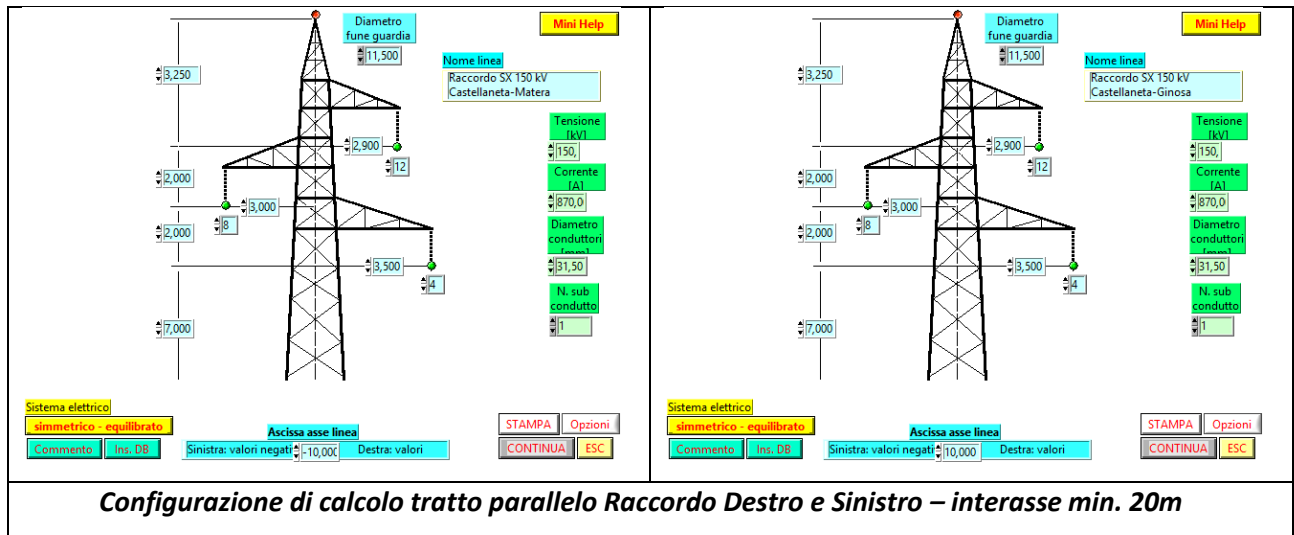 Diametro
fune guardia
11,500
Mini Help
3,250
Nome linea
Raccordo SX 150 kV
Castellaneta-Matera
Tensione
[kV]
150,
2,900
12
Corrente
[A]
870,0
2,000
3,000
8
Diametro
conduttori
[mm]
31,50
2,000
3,500
4
N. sub
condutto
1
7,000
Sistema elettrico
simmetrico - equilibrato
Commento
Ins. DB
Ascissa asse linea
Sinistra: valori negati
-10,000
Destra: valori
STAMPA
Opzioni
CONTINUA
ESC
Diametro
fune guardia
11,500
Mini Help
3,250
Nome linea
Raccordo SX 150 kV
Castellaneta-Ginosa
Tensione
[kV]
150,
2,900
12
Corrente
[A]
870,0
2,000
3,000
8
Diametro
conduttori
[mm]
31,50
2,000
3,500
4
N. sub
condutto
1
7,000
Sistema elettrico
simmetrico - equilibrato
Commento
Ins. DB
Ascissa asse linea
Sinistra: valori negati
10,000
Destra: valori
STAMPA
Opzioni
CONTINUA
ESC
Configurazione di calcolo tratto parallelo Raccordo Destro e Sinistro – interasse min. 20m